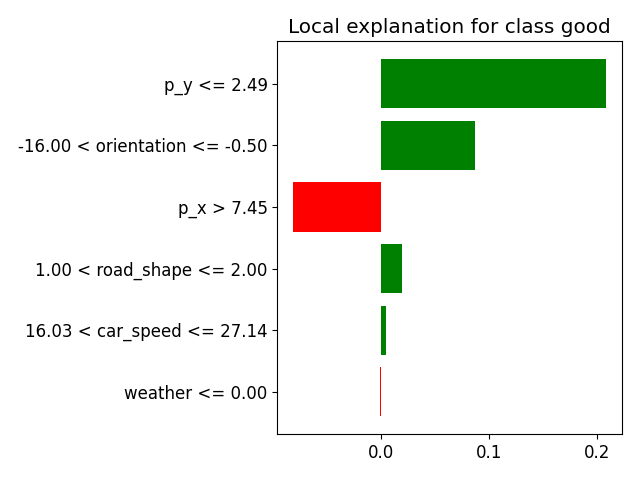 Local explanation for class good
p_y <= 2.49
-16.00 < orientation <= -0.50
p_x > 7.45
1.00 < road_shape <= 2.00
16.03 < car_speed <= 27.14
weather <= 0.00
0.0 0.1 0.2